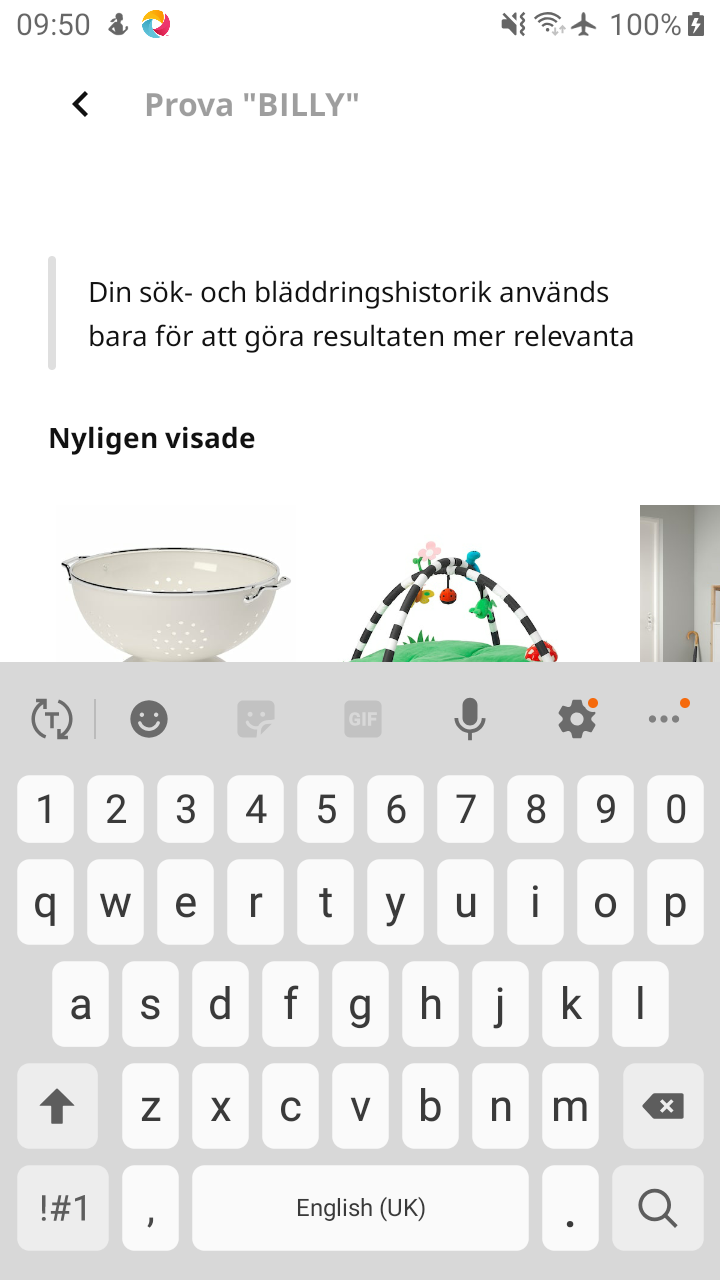 09:50 100%
Prova "BILLY"
Din sök- och bläddringshistorik används
bara för att göra resultaten mer relevanta
Nyligen visade
T GIF
1 2 3 4 5 6 7 8 9 0
q w e r t y u i o p
a s d f g h j k l
z x c v b n m
!#1 , English (UK) .